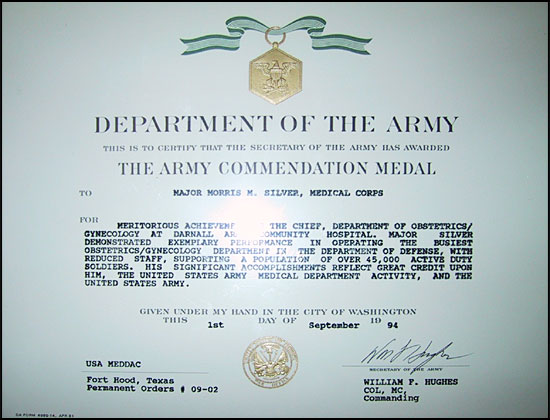 DEPARTMENT OF THE ARMY
THIS IS TO CERTIFY THAT THE SECRETARY OF THE ARMY HAS AWARDED
THE ARMY COMMENDATION MEDAL
TO MAJOR MORRIS M. SILVER, MEDICAL CORPS
FOR
MERITORIOUS THE CHIEF, DEPARTMENT OF OBSTETRICS/
GYNECOLOGY AT DARNALL COMMUNITY HOSPITAL. MAJOR SILVER
DEMONSTRATED EXEMPLARY PERFORMANCE IN OPERATING THE BUSIEST
OBSTETRICS/GYNECOLOGY DEPARTMENT IN THE DEPARTMENT OF DEFENSE, WITH
REDUCED STAFF, SUPPORTING A POPULATION OF OVER 45,000 ACTIVE DUTY
SOLDIERS. HIS SIGNIFICANT ACCOMPLISHMENTS REFLECT GREAT CREDIT UPON
HIM, THE UNITED STATES ARMY MEDICAL DEPARTMENT ACTIVITY, AND THE
UNITED STATES ARMY.
GIVEN UNDER MY HAND IN THE CITY OF WASHINGTON
THIS 1st DAY OF September 19 94
USA MEDDAC
Fort Hood, Texas
Permanent Orders # 09-02
SECRETARY OF THE ARMY
WILLIAM F. HUGHES
COL, MC,
Commanding